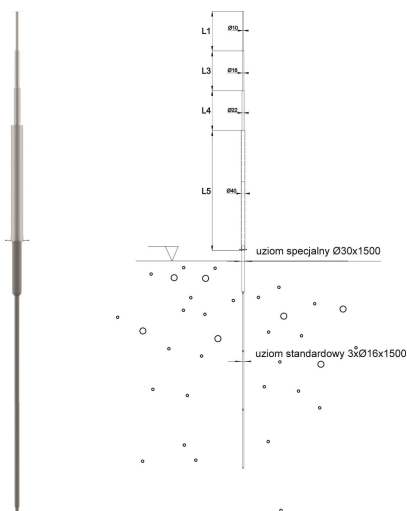 L1 Ø10
L3 Ø16
L4 Ø22
L5 Ø40
uziom specjalny Ø30x1500
uziom standardowy 3xØ16x1500